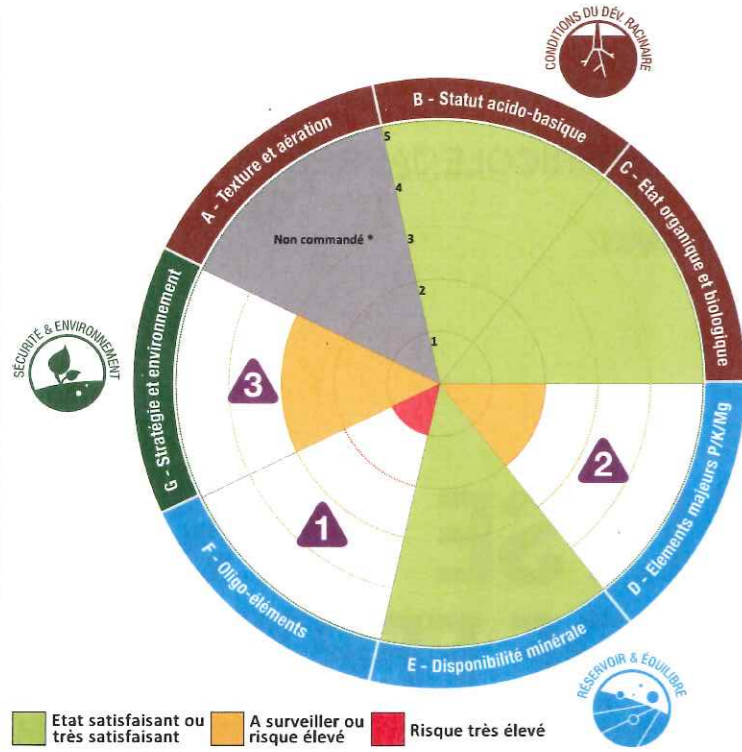 CONDITIONS DU DÉV. RACINAIRE
B - Statut acido-basique
A - Texture et aération
C - Etat organique et biologique
5
4
Non commandé *
3
2
1
SÉCURITÉ & ENVIRONNEMENT
G - Stratégie et environnement
3
2
1
D - Elements majeurs P/K/Mg
F - Oligo-éléments
E - Disponibilité minérale
RÉSERVOIR & ÉQUILIBRE
Etat satisfaisant ou
très satisfaisant
A surveiller ou
risque élevé
Risque très élevé